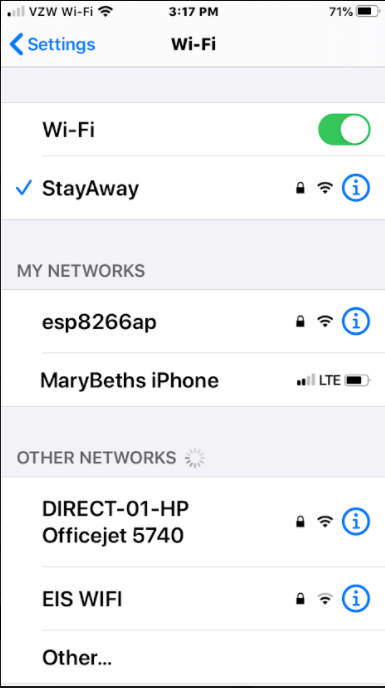 VZW Wi-Fi 3:17 PM 71%
Settings Wi-Fi
Wi-Fi
StayAway
MY NETWORKS
esp8266ap
MaryBeths iPhone LTE
OTHER NETWORKS
DIRECT-01-HP
Officejet 5740
EIS WIFI
Other...